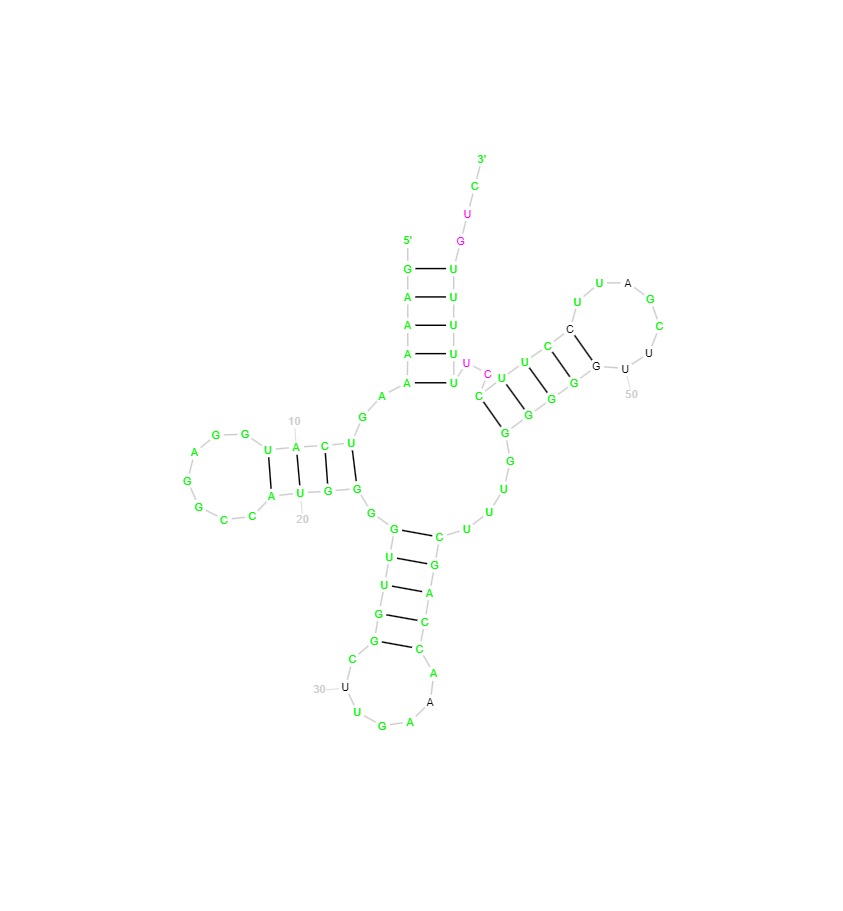 5'
G A A A A A G U C A
10
U G G A G G C C A U
20
G G G G U U G G C U
30
U G A A A C C A G C
U U U G G G G G G U
50
U C G A U U C C U U
C C U U U U U U G U C
3'